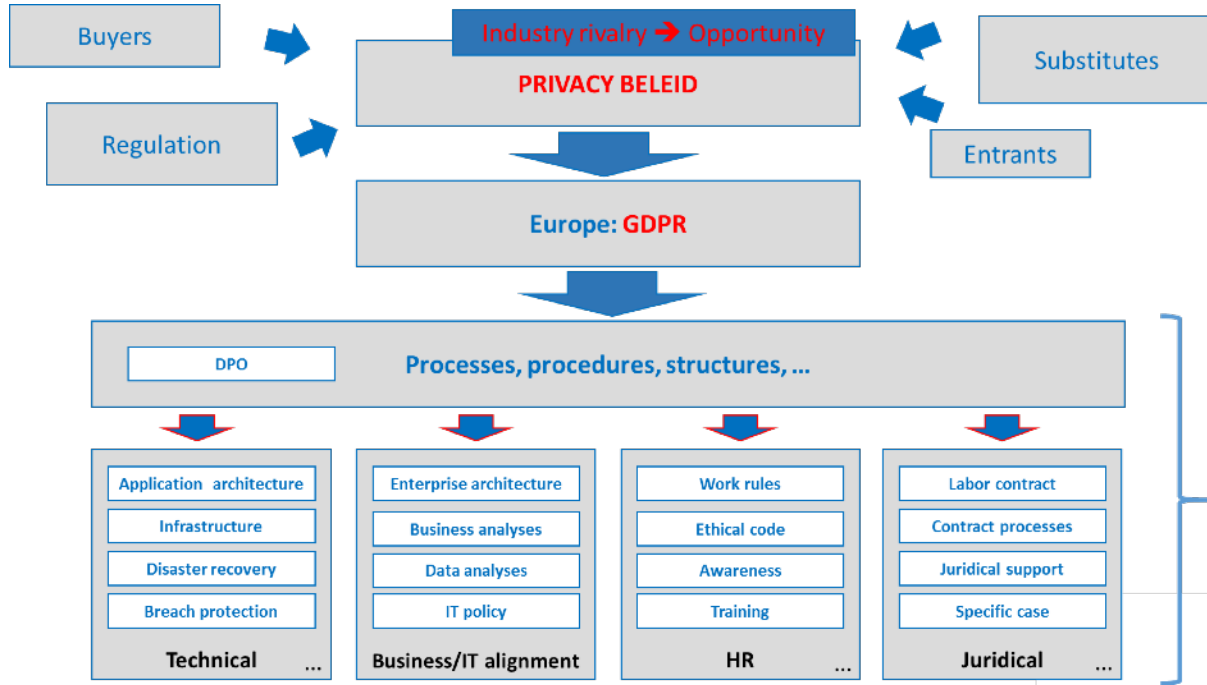 Buyers
Industry rivalry ➔ Opportunity
Substitutes
PRIVACY BELEID
Regulation
Entrants
Europe: GDPR
DPO
Processes, procedures, structures, ...
Application architecture
Infrastructure
Disaster recovery
Breach protection
Technical ...
Enterprise architecture
Business analyses
Data analyses
IT policy
Business/IT alignment
Work rules
Ethical code
Awareness
Training
HR ...
Labor contract
Contract processes
Juridical support
Specific case
Juridical ...